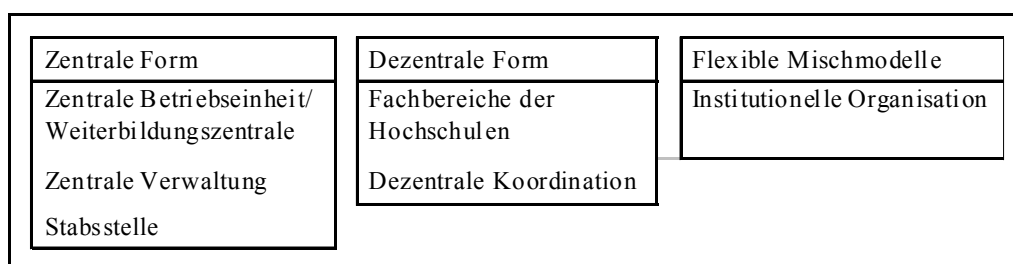 Zentrale Form
Zentrale Betriebseinheit/
Weiterbildungszentrale
Zentrale Verwaltung
Stabsstelle
Dezentrale Form
Fachbereiche der
Hochschulen
Dezentrale Koordination
Flexible Mischmodelle
Institutionelle Organisation